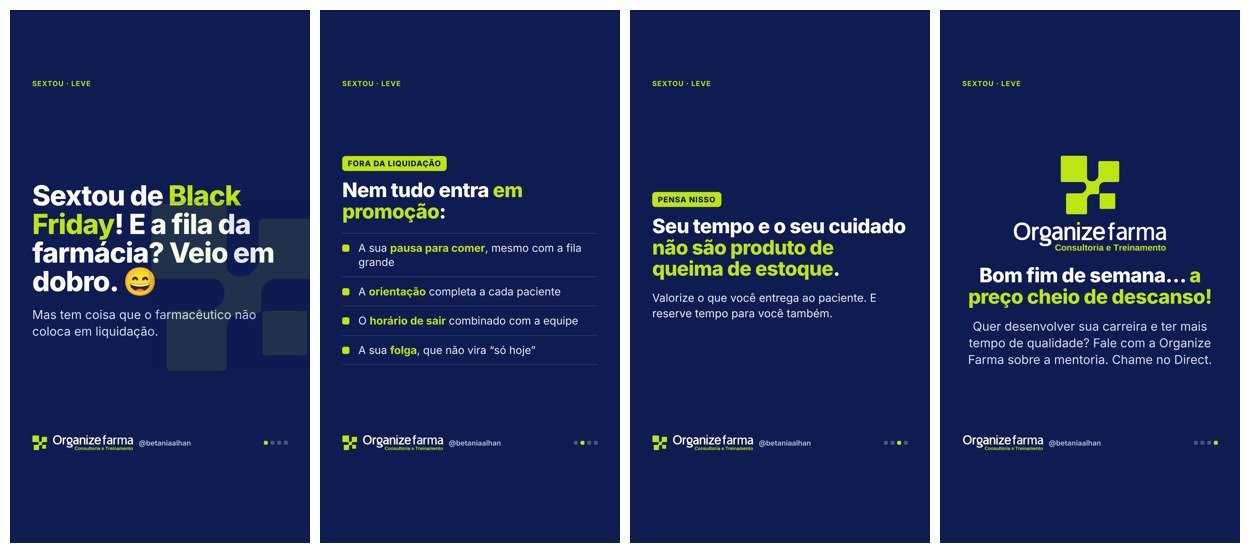 SEXTOU · LEVE
Sextou de Black
Friday! E a fila da
farmácia? Veio em
dobro. 😄
Mas tem coisa que o farmacêutico não
coloca em liquidação.
Organizefarma
Consultoria e Treinamento
@betaniaalhan
SEXTOU · LEVE
FORA DA LIQUIDAÇÃO
Nem tudo entra em
promoção:
A sua pausa para comer, mesmo com a fila
grande
A orientação completa a cada paciente
O horário de sair combinado com a equipe
A sua folga, que não vira “só hoje”
Organizefarma
Consultoria e Treinamento
@betaniaalhan
SEXTOU · LEVE
PENSA NISSO
Seu tempo e o seu cuidado
não são produto de
queima de estoque.
Valorize o que você entrega ao paciente. E
reserve tempo para você também.
Organizefarma
Consultoria e Treinamento
@betaniaalhan
SEXTOU · LEVE
Organizefarma
Consultoria e Treinamento
Bom fim de semana… a
preço cheio de descanso!
Quer desenvolver sua carreira e ter mais
tempo de qualidade? Fale com a Organize
Farma sobre a mentoria. Chame no Direct.
Organizefarma
Consultoria e Treinamento
@betaniaalhan